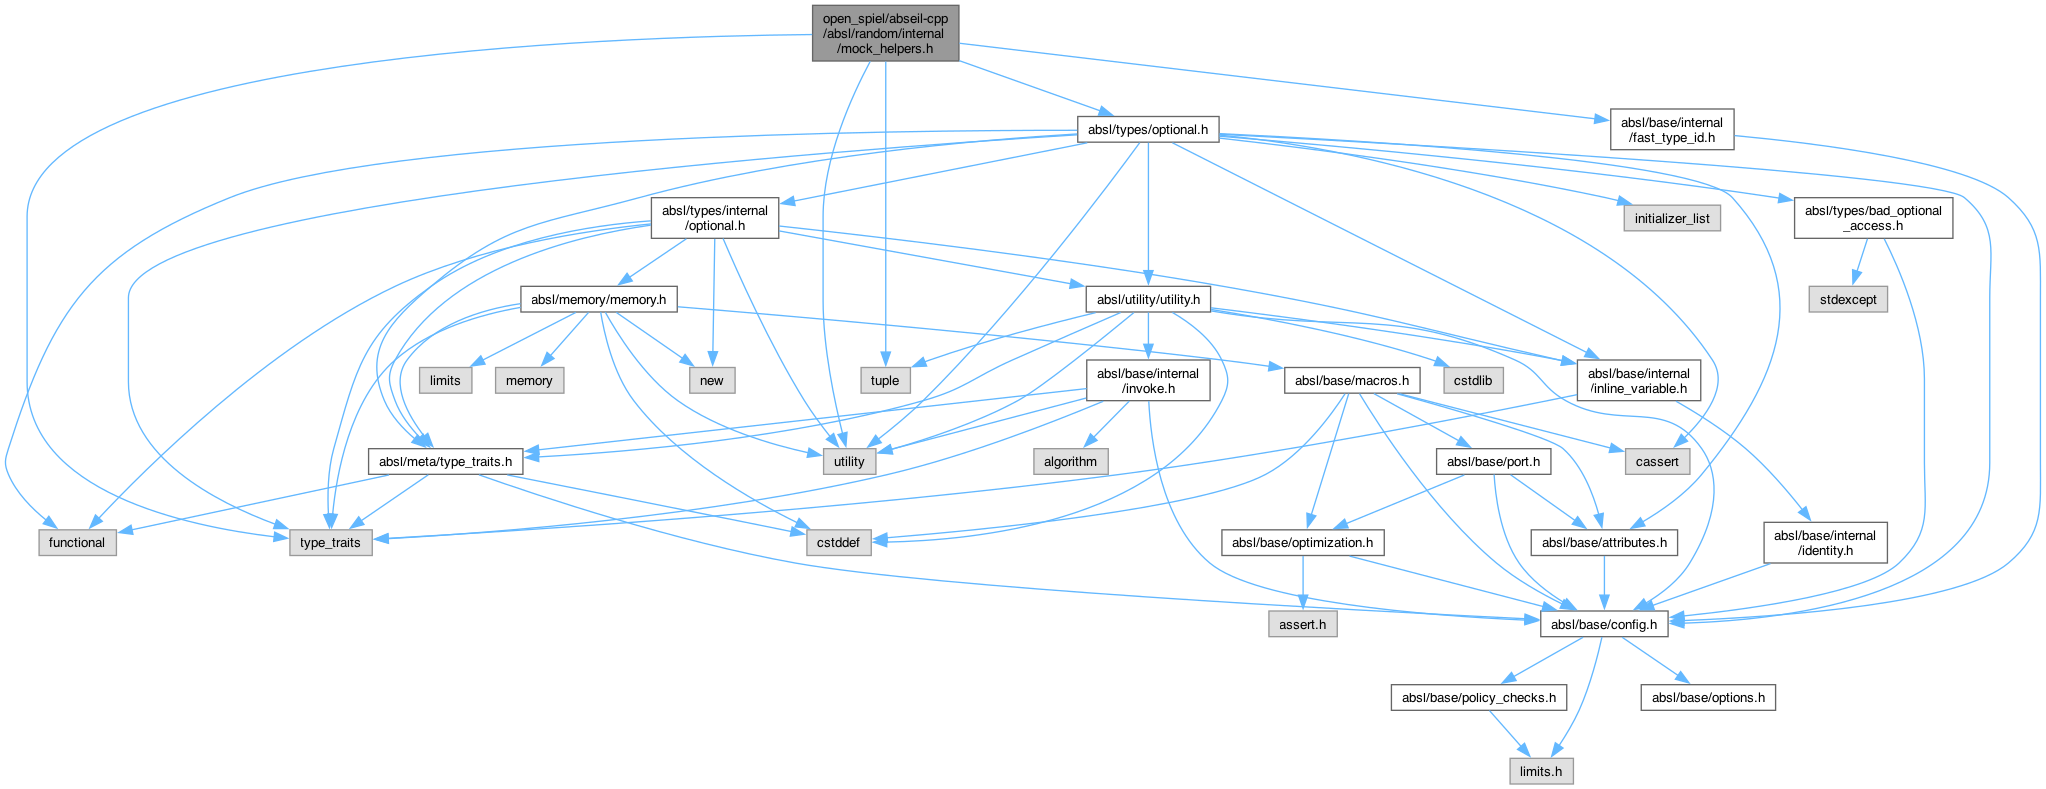 open_spiel/abseil-cpp
/absl/random/internal
/mock_helpers.h
absl/types/optional.h
absl/base/internal
/fast_type_id.h
absl/types/internal
/optional.h
initializer_list
absl/types/bad_optional
_access.h
absl/memory/memory.h
absl/utility/utility.h
stdexcept
limits
memory
new
tuple
absl/base/internal
/invoke.h
absl/base/macros.h
cstdlib
absl/base/internal
/inline_variable.h
absl/meta/type_traits.h
utility
algorithm
absl/base/port.h
cassert
functional
type_traits
cstddef
absl/base/optimization.h
absl/base/attributes.h
absl/base/internal
/identity.h
assert.h
absl/base/config.h
absl/base/policy_checks.h
absl/base/options.h
limits.h